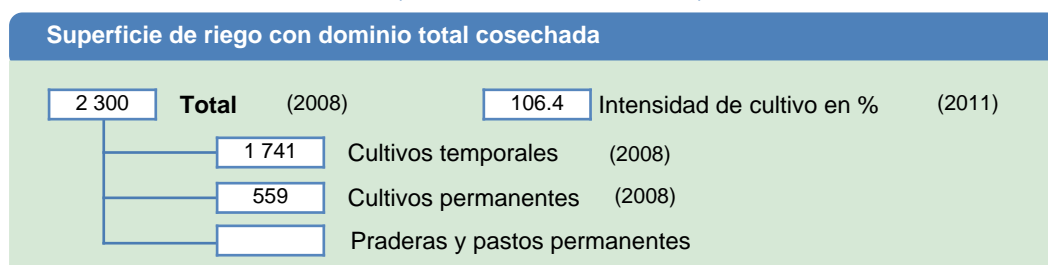 Superficie de riego con dominio total cosechada
2 300 Total (2008) 106.4 Intensidad de cultivo en % (2011)
1 741 Cultivos temporales (2008)
559 Cultivos permanentes (2008)
Praderas y pastos permanentes